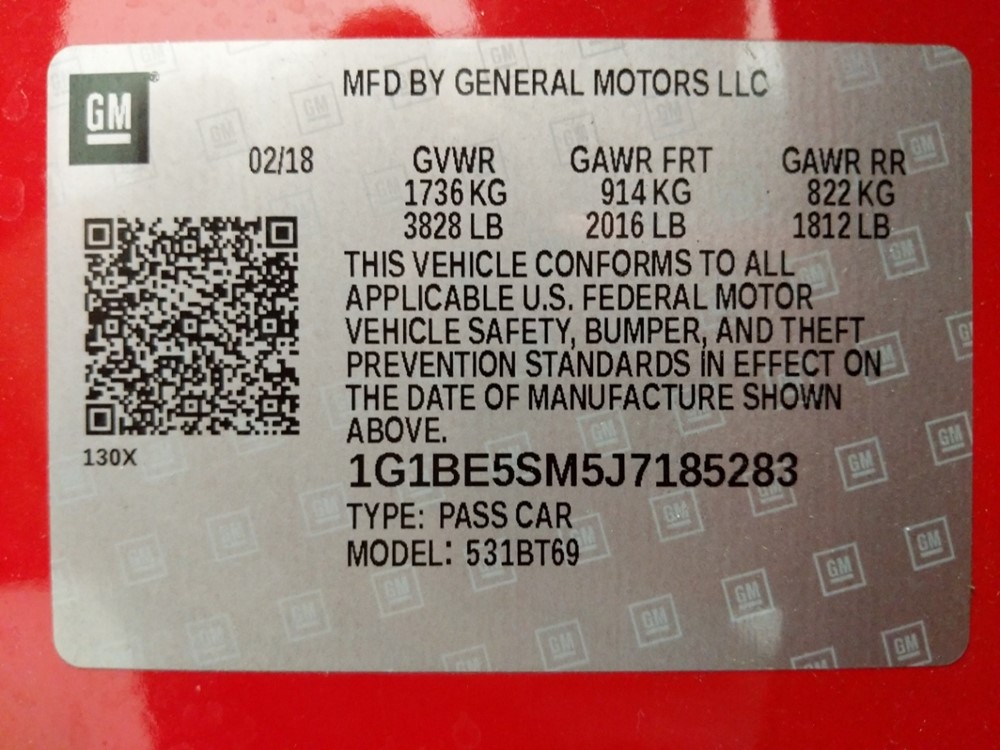 GM
MFD BY GENERAL MOTORS LLC
02/18 GVWR GAWR FRT GAWR RR
1736 KG 914 KG 822 KG
3828 LB 2016 LB 1812 LB
THIS VEHICLE CONFORMS TO ALL
APPLICABLE U.S. FEDERAL MOTOR
VEHICLE SAFETY, BUMPER, AND THEFT
PREVENTION STANDARDS IN EFFECT ON
THE DATE OF MANUFACTURE SHOWN
ABOVE.
130X
1G1BE5SM5J7185283
TYPE: PASS CAR
MODEL: 531BT69